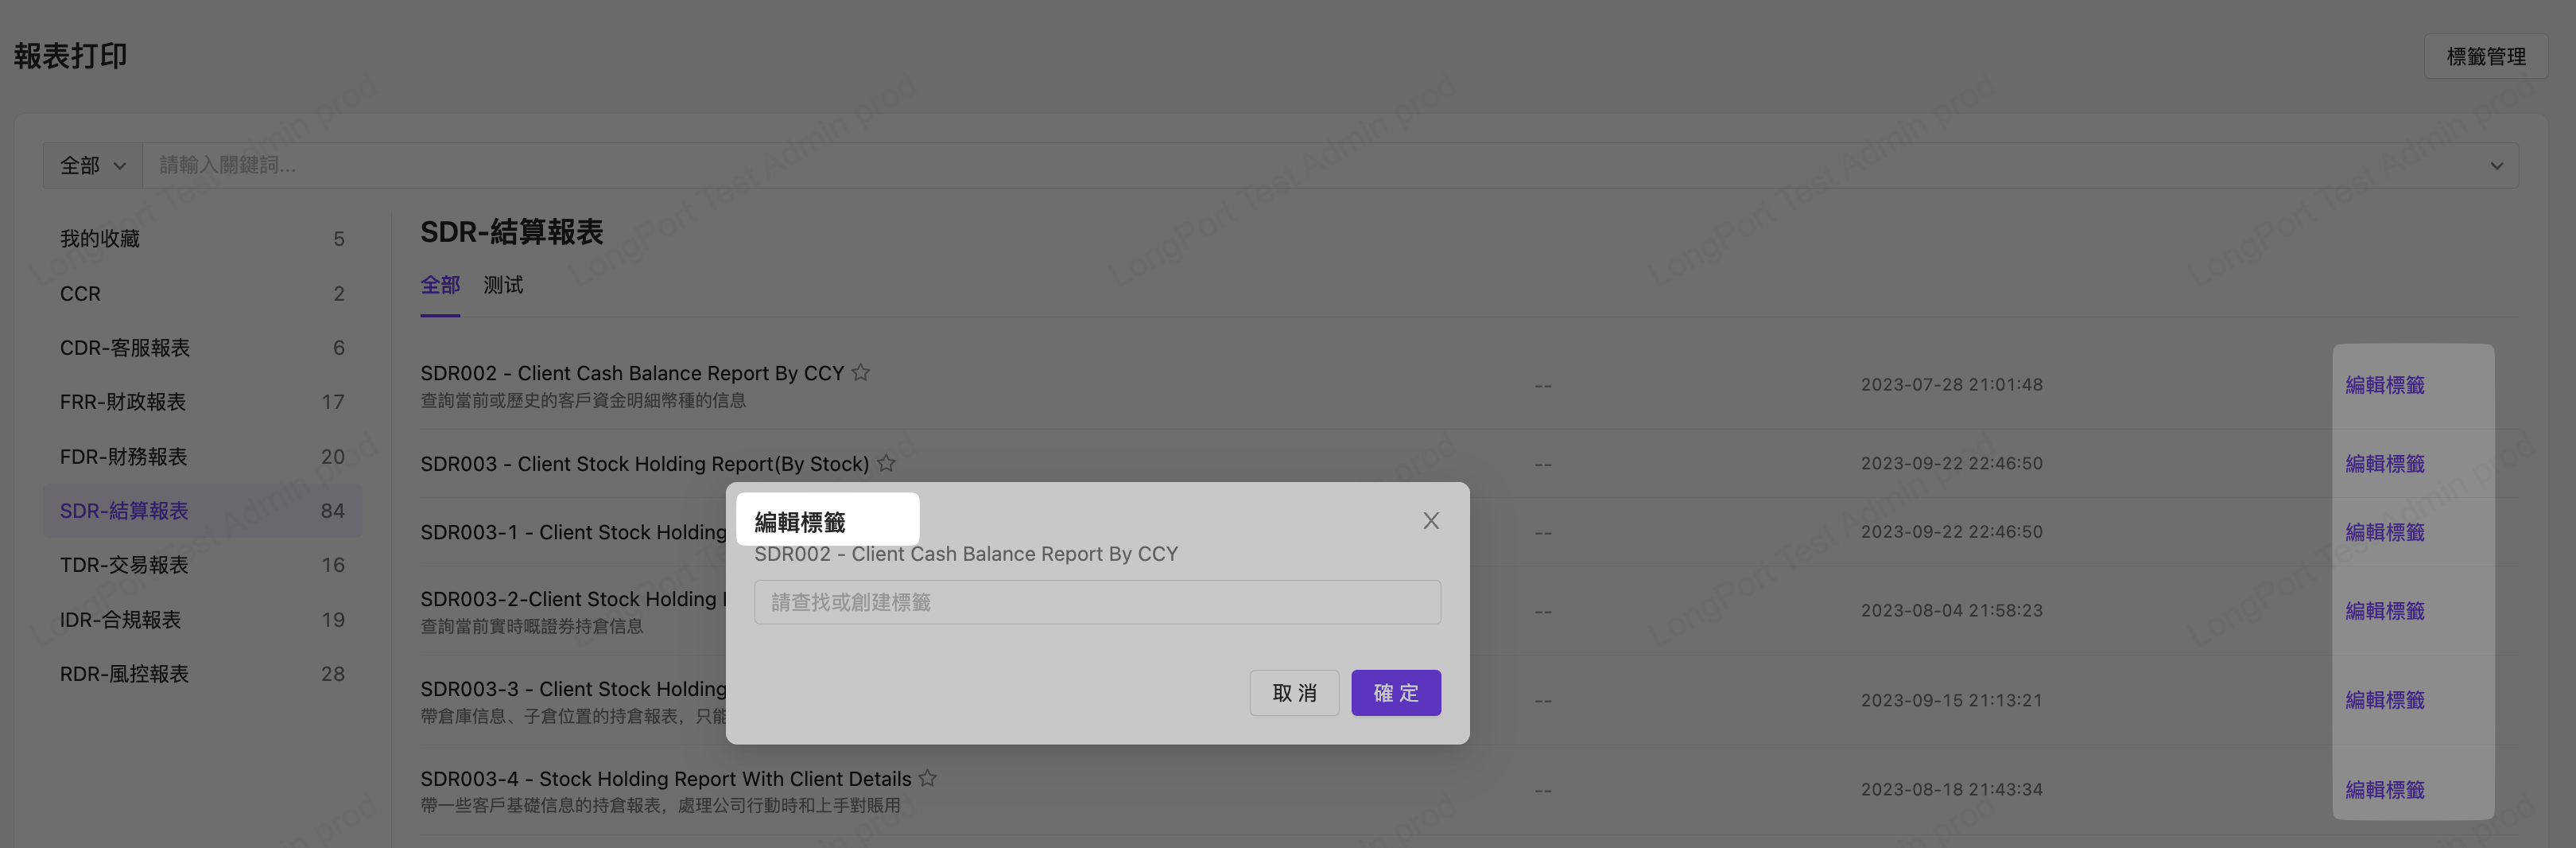 報表打印
標籤管理
全部
請輸入關鍵詞...
我的收藏 5
CCR 2
CDR-客服報表 6
FRR-財政報表 17
FDR-財務報表 20
SDR-結算報表 84
TDR-交易報表 16
IDR-合規報表 19
RDR-風控報表 28
SDR-結算報表
全部 测试
SDR002 - Client Cash Balance Report By CCY
查詢當前或歷史的客戶資金明細幣種的信息
-- 2023-07-28 21:01:48 編輯標籤
SDR003 - Client Stock Holding Report(By Stock)
-- 2023-09-22 22:46:50 編輯標籤
SDR003-1 - Client Stock Holding
-- 2023-09-22 22:46:50 編輯標籤
SDR003-2-Client Stock Holding
查詢當前實時嘅證券持倉信息
-- 2023-08-04 21:58:23 編輯標籤
SDR003-3 - Client Stock Holding
帶倉庫信息、子倉位置的持倉報表，只能
-- 2023-09-15 21:13:21 編輯標籤
SDR003-4 - Stock Holding Report With Client Details
帶一些客戶基礎信息的持倉報表，處理公司行動時和上手對賬用
-- 2023-08-18 21:43:34 編輯標籤
編輯標籤
SDR002 - Client Cash Balance Report By CCY
請查找或創建標籤
取 消
確 定
LongPort Test Admin prod